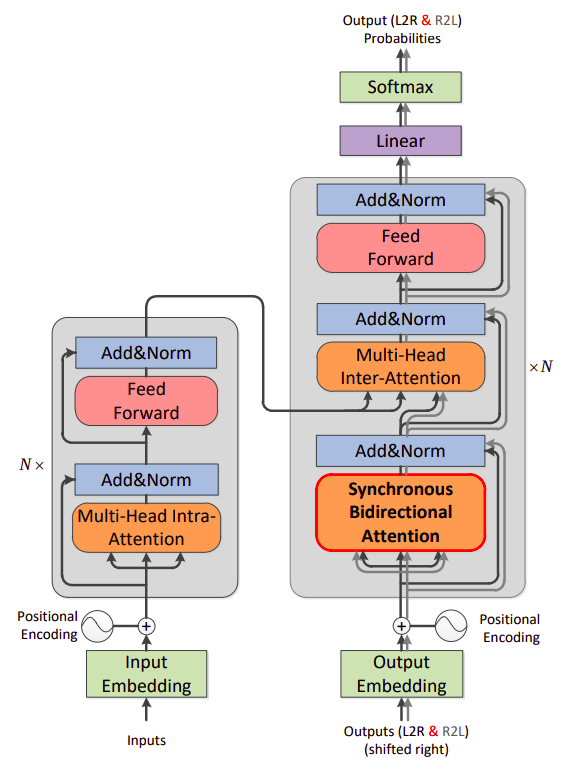 Output (L2R & R2L)
Probabilities
Softmax
Linear
Add&Norm
Feed
Forward
Add&Norm
Multi-Head
Inter-Attention
× N
Add&Norm
Synchronous
Bidirectional
Attention
Positional
Encoding
Output
Embedding
Outputs (L2R & R2L)
(shifted right)
Add&Norm
Feed
Forward
N ×
Add&Norm
Multi-Head Intra-
Attention
Positional
Encoding
Input
Embedding
Inputs